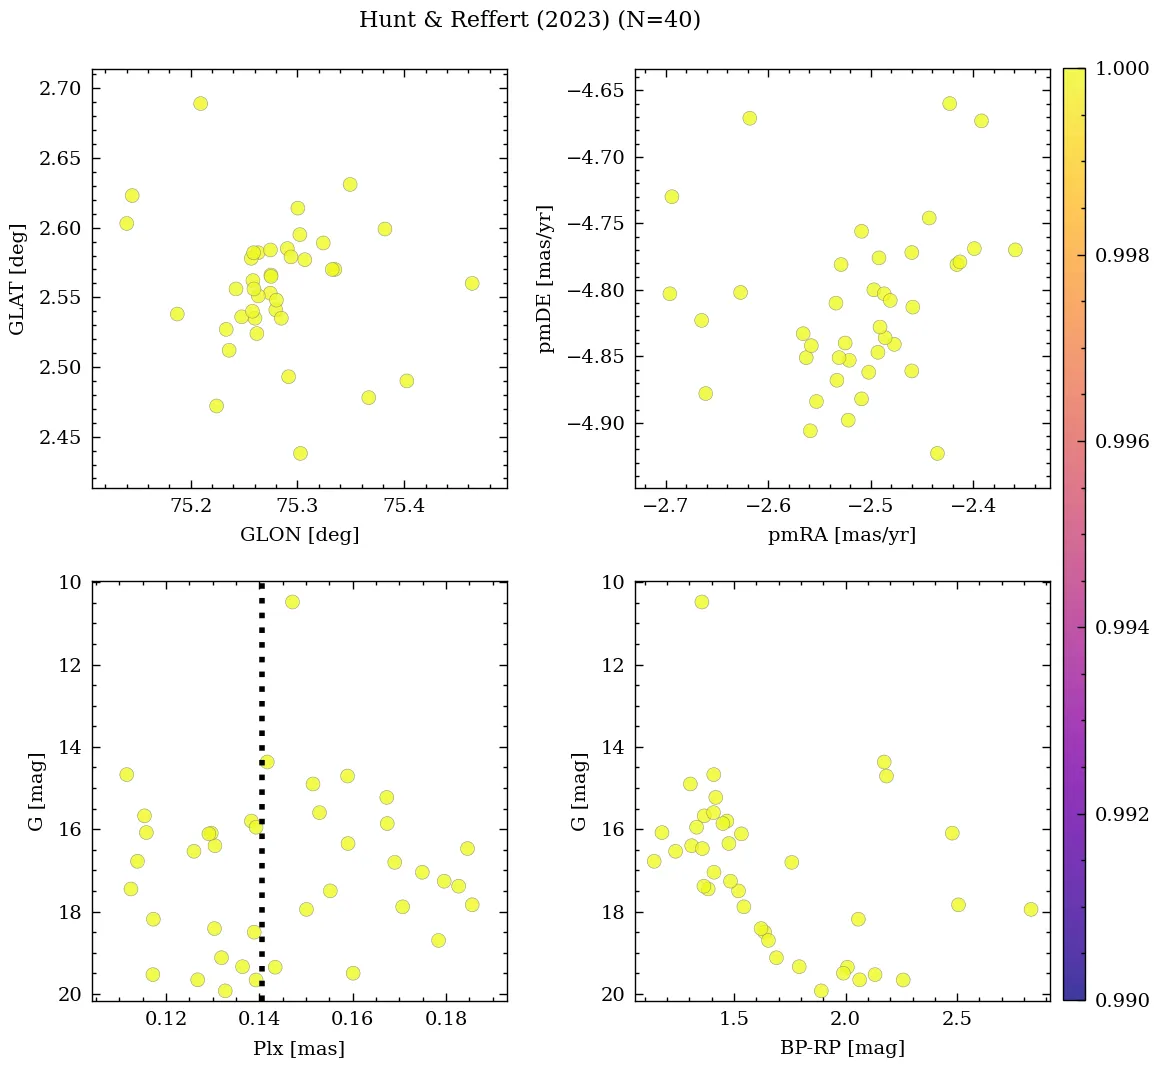 Hunt & Reffert (2023) (N=40)
2.70
2.65
2.60
2.55
2.50
2.45
GLAT [deg]
75.2 75.3 75.4
GLON [deg]
−4.65
−4.70
−4.75
−4.80
−4.85
−4.90
pmDE [mas/yr]
−2.7 −2.6 −2.5 −2.4
pmRA [mas/yr]
1.000
0.998
0.996
0.994
0.992
0.990
10
12
14
16
18
20
G [mag]
0.12 0.14 0.16 0.18
Plx [mas]
10
12
14
16
18
20
G [mag]
1.5 2.0 2.5
BP-RP [mag]